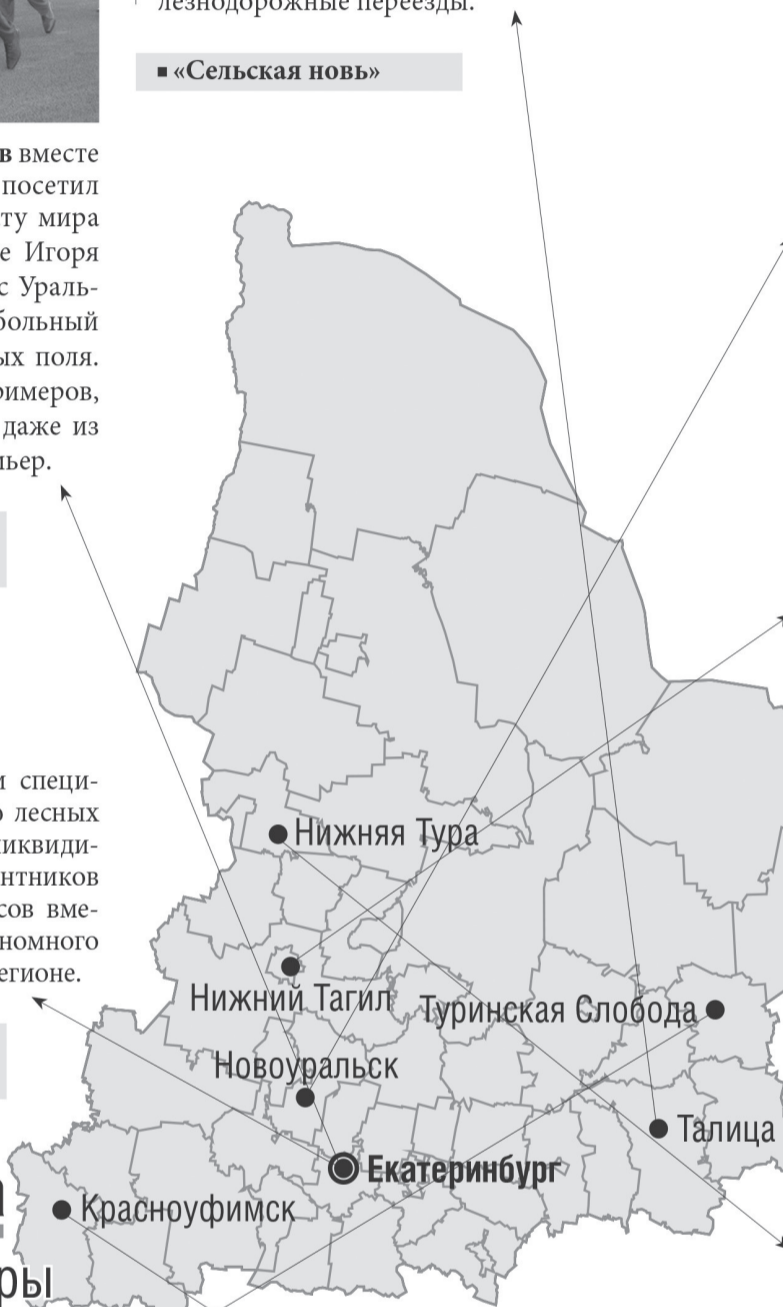 лезнодорожные переезды.
«Сельская новь»
в вместе
посетил
ту мира
е Игоря
с Ураль-
больный
ых поля.
римеров,
даже из
ьер.
и специ-
о лесных
иквиди-
нтников
сов вме-
номного
егионе.
Нижняя Тура
Нижний Тагил
Туринская Слобода
Новоуральск
Талица
Екатеринбург
Красноуфимск
а
ры